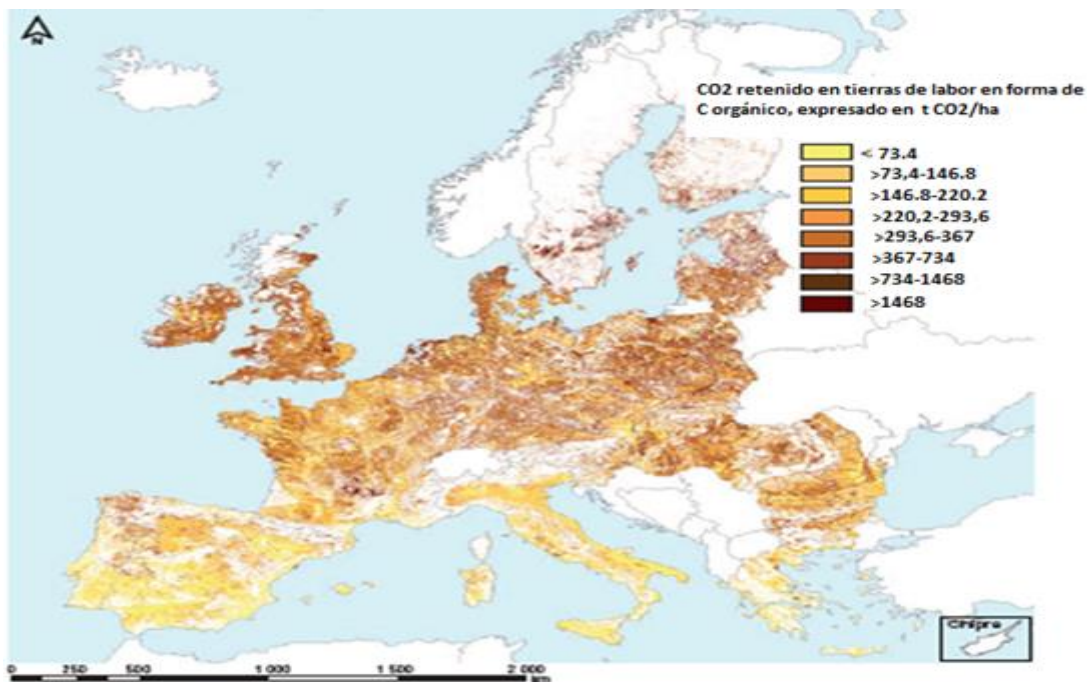 N
CO2 retenido en tierras de labor en forma de
C orgánico, expresado en t CO2/ha
< 73.4
>73,4-146.8
>146.8-220.2
>220,2-293,6
>293,6-367
>367-734
>734-1468
>1468
Chipre
0 250 500 1 000 1 500 2 000
km